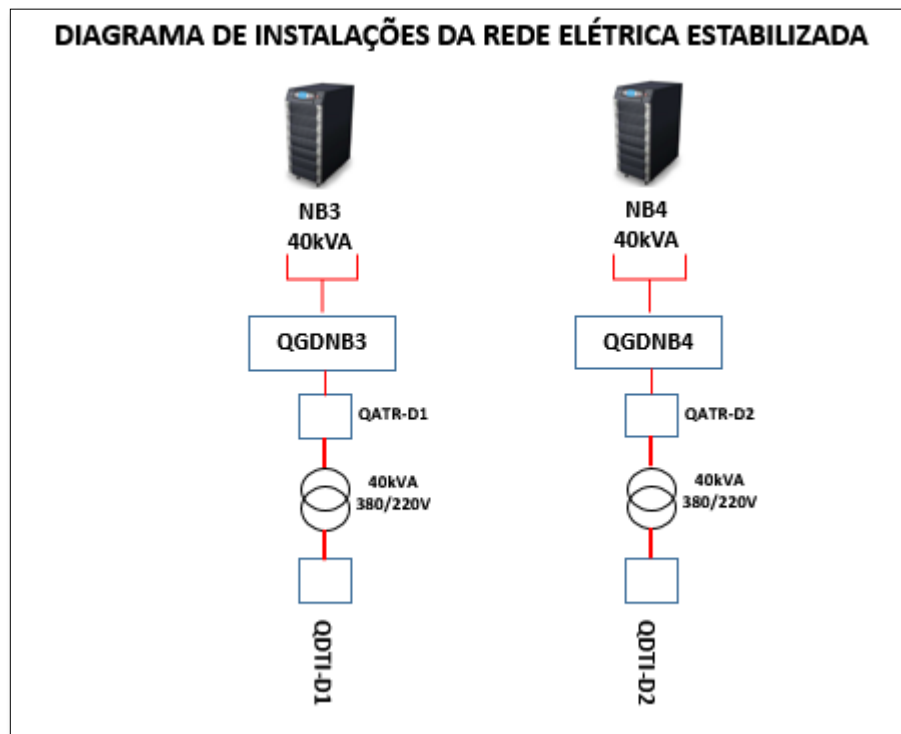 DIAGRAMA DE INSTALAÇÕES DA REDE ELÉTRICA ESTABILIZADA
NB3
40kVA
NB4
40kVA
QGDNB3
QGDNB4
QATR-D1
QATR-D2
40kVA
380/220V
40kVA
380/220V
QDTI-D1
QDTI-D2